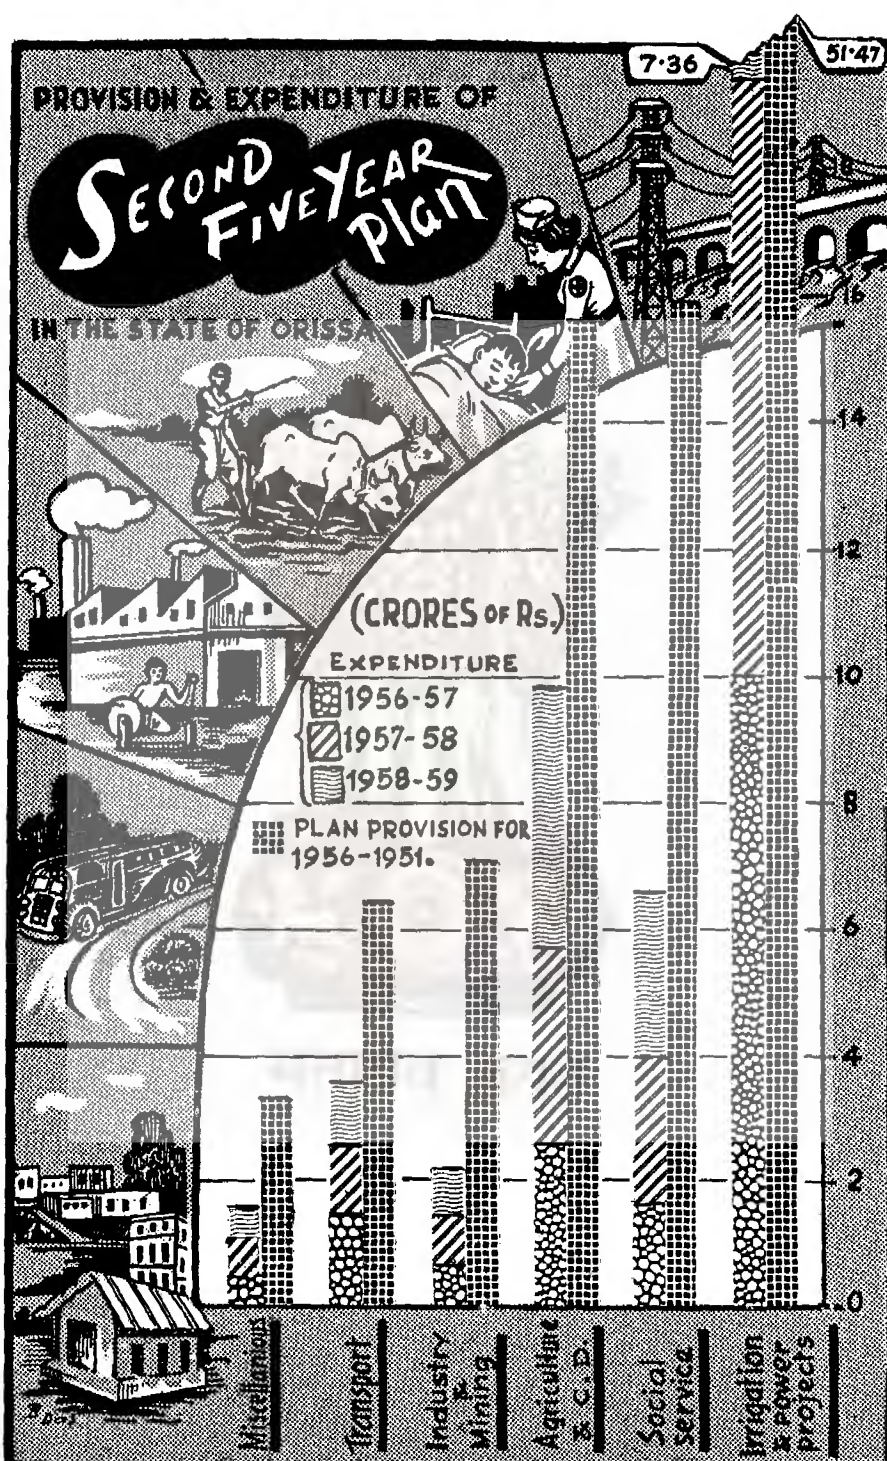 7·36
51·47
PROVISION & EXPENDITURE OF
SECOND
FIVE YEAR
Plan
IN THE STATE OF ORISSA
16
14
12
(CRORES OF Rs.)
EXPENDITURE
10
1956-57
1957-58
1958-59
8
PLAN PROVISION FOR
1956-1951.
6
4
2
0
Miscellanious
Transport
Industry
&
Mining
Agriculture
& C.D.
Social
Service
Irrigation
& power
projects